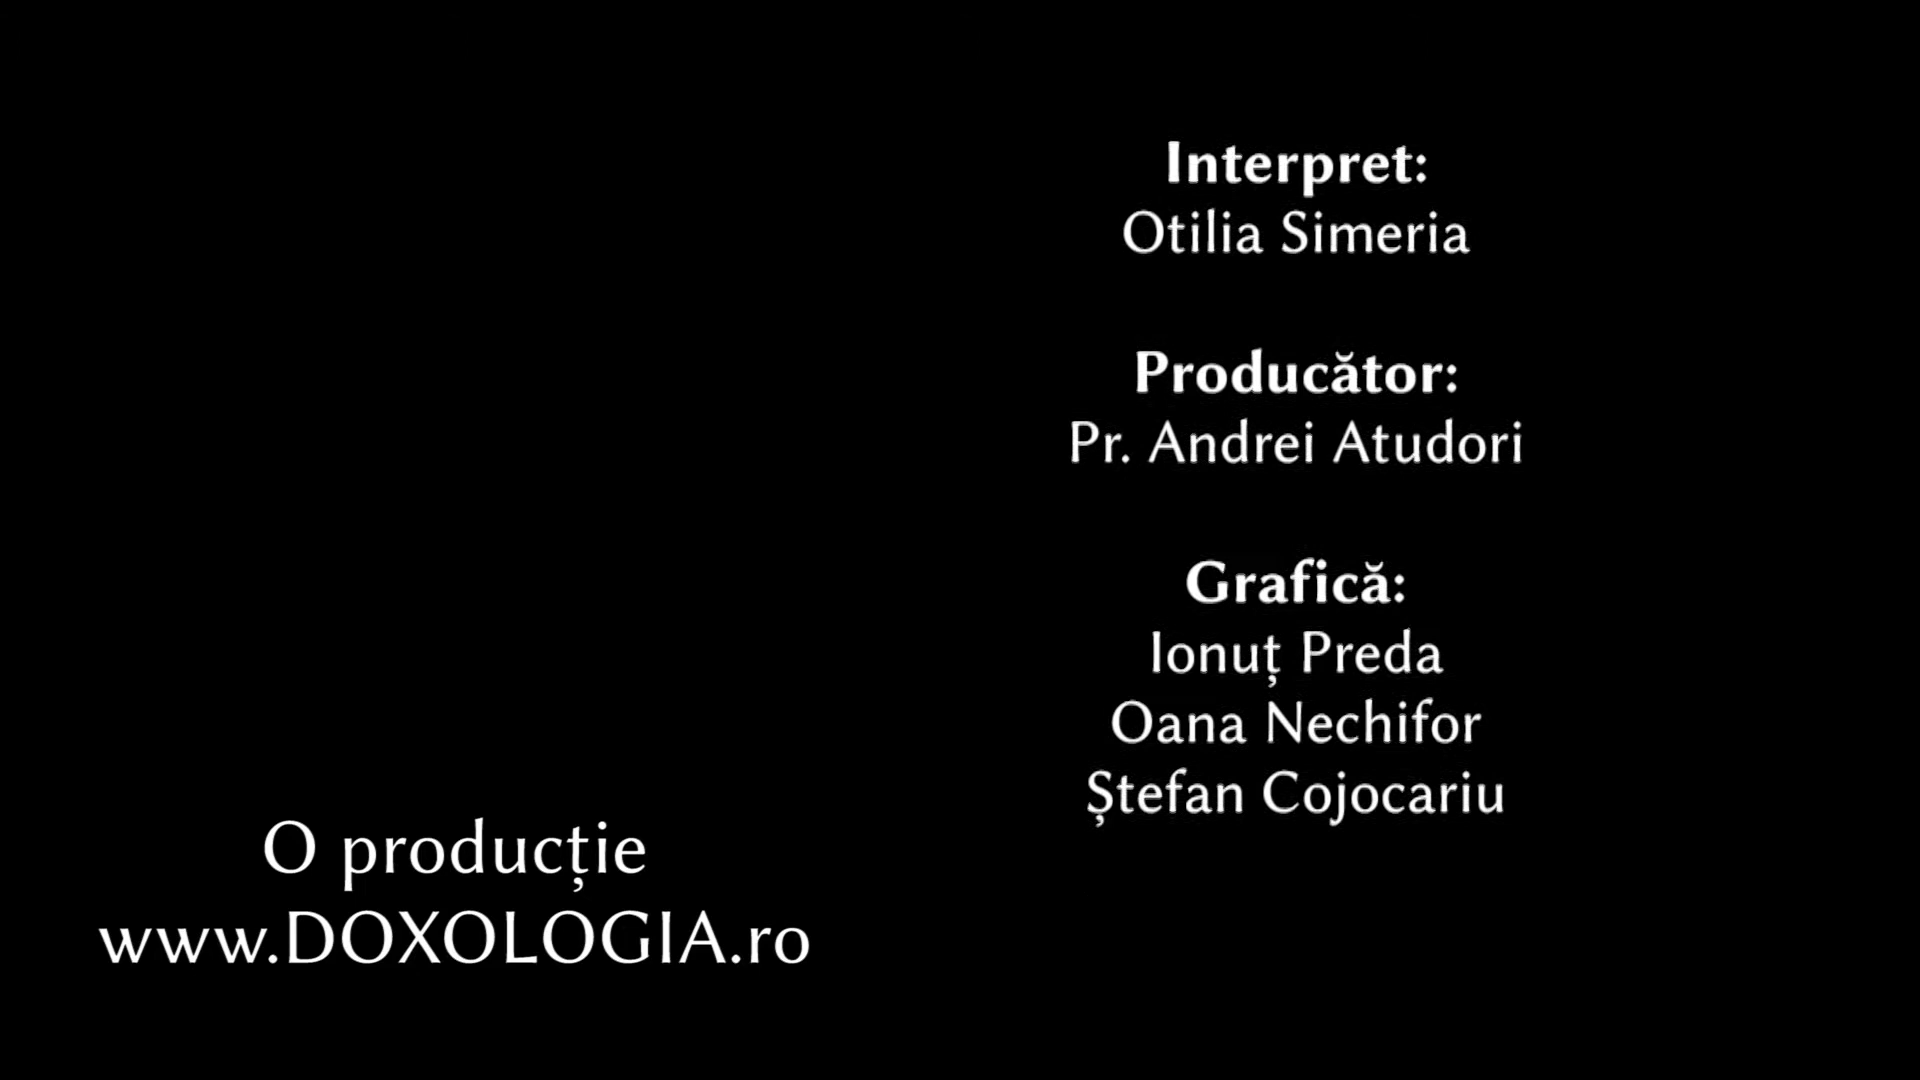 Interpret:
Otilia Simeria
Producător:
Pr. Andrei Atudori
Grafică:
Ionuț Preda
Oana Nechifor
Ștefan Cojocariu
O producție
www.DOXOLOGIA.ro